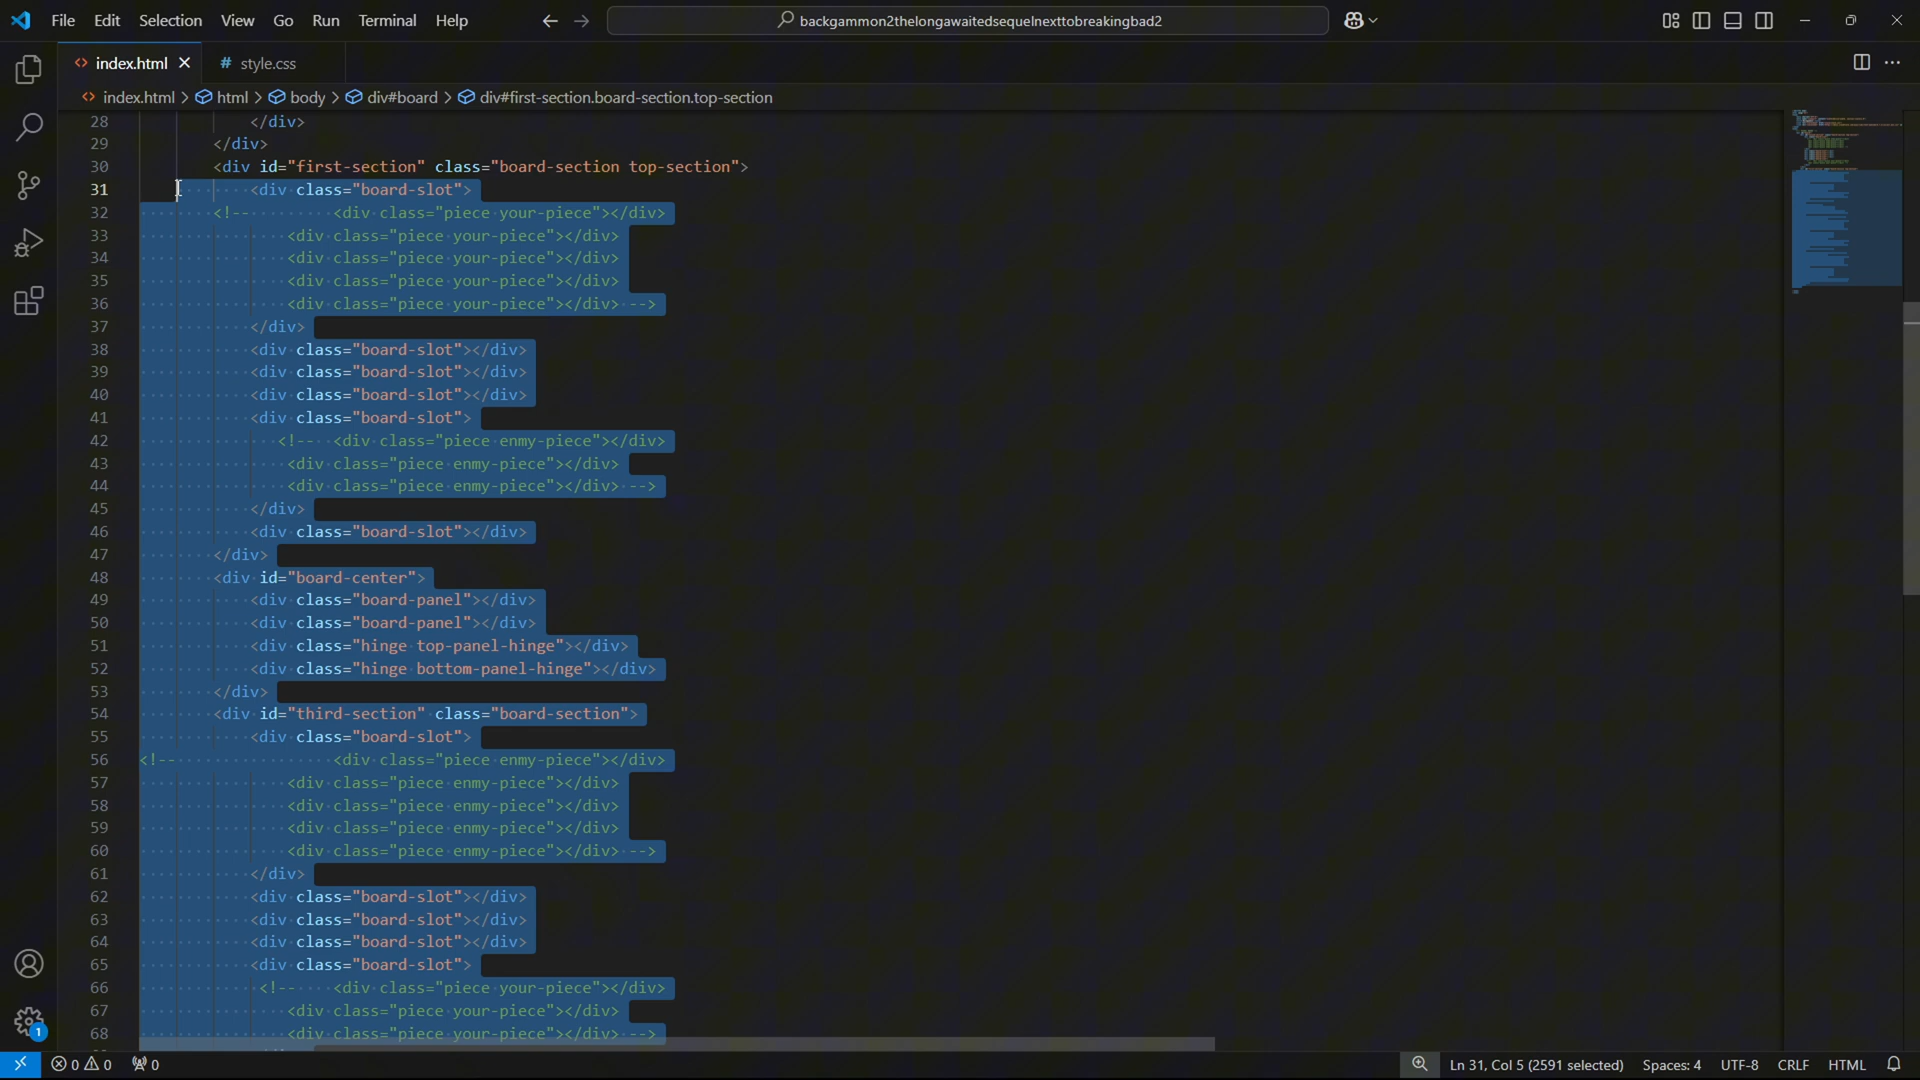 File Edit Selection View Go Run Terminal Help
backgammon2thelongawaitedsequelnexttobreakingbad2
<> index.html
# style.css
<> index.html > html > body > div#board > div#first-section.board-section.top-section
28 </div>
29 </div>
30 <div id="first-section" class="board-section top-section">
31 <div class="board-slot">
32 <!-- <div class="piece your-piece"></div>
33 <div class="piece your-piece"></div>
34 <div class="piece your-piece"></div>
35 <div class="piece your-piece"></div>
36 <div class="piece your-piece"></div> -->
37 </div>
38 <div class="board-slot"></div>
39 <div class="board-slot"></div>
40 <div class="board-slot"></div>
41 <div class="board-slot">
42 <!-- <div class="piece enmy-piece"></div>
43 <div class="piece enmy-piece"></div>
44 <div class="piece enmy-piece"></div> -->
45 </div>
46 <div class="board-slot"></div>
47 </div>
48 <div id="board-center">
49 <div class="board-panel"></div>
50 <div class="board-panel"></div>
51 <div class="hinge top-panel-hinge"></div>
52 <div class="hinge bottom-panel-hinge"></div>
53 </div>
54 <div id="third-section" class="board-section">
55 <div class="board-slot">
56 <!-- <div class="piece enmy-piece"></div>
57 <div class="piece enmy-piece"></div>
58 <div class="piece enmy-piece"></div>
59 <div class="piece enmy-piece"></div>
60 <div class="piece enmy-piece"></div> -->
61 </div>
62 <div class="board-slot"></div>
63 <div class="board-slot"></div>
64 <div class="board-slot"></div>
65 <div class="board-slot">
66 <!-- <div class="piece your-piece"></div>
67 <div class="piece your-piece"></div>
68 <div class="piece your-piece"></div> -->
1
0 0 0
Ln 31, Col 5 (2591 selected) Spaces: 4 UTF-8 CRLF HTML